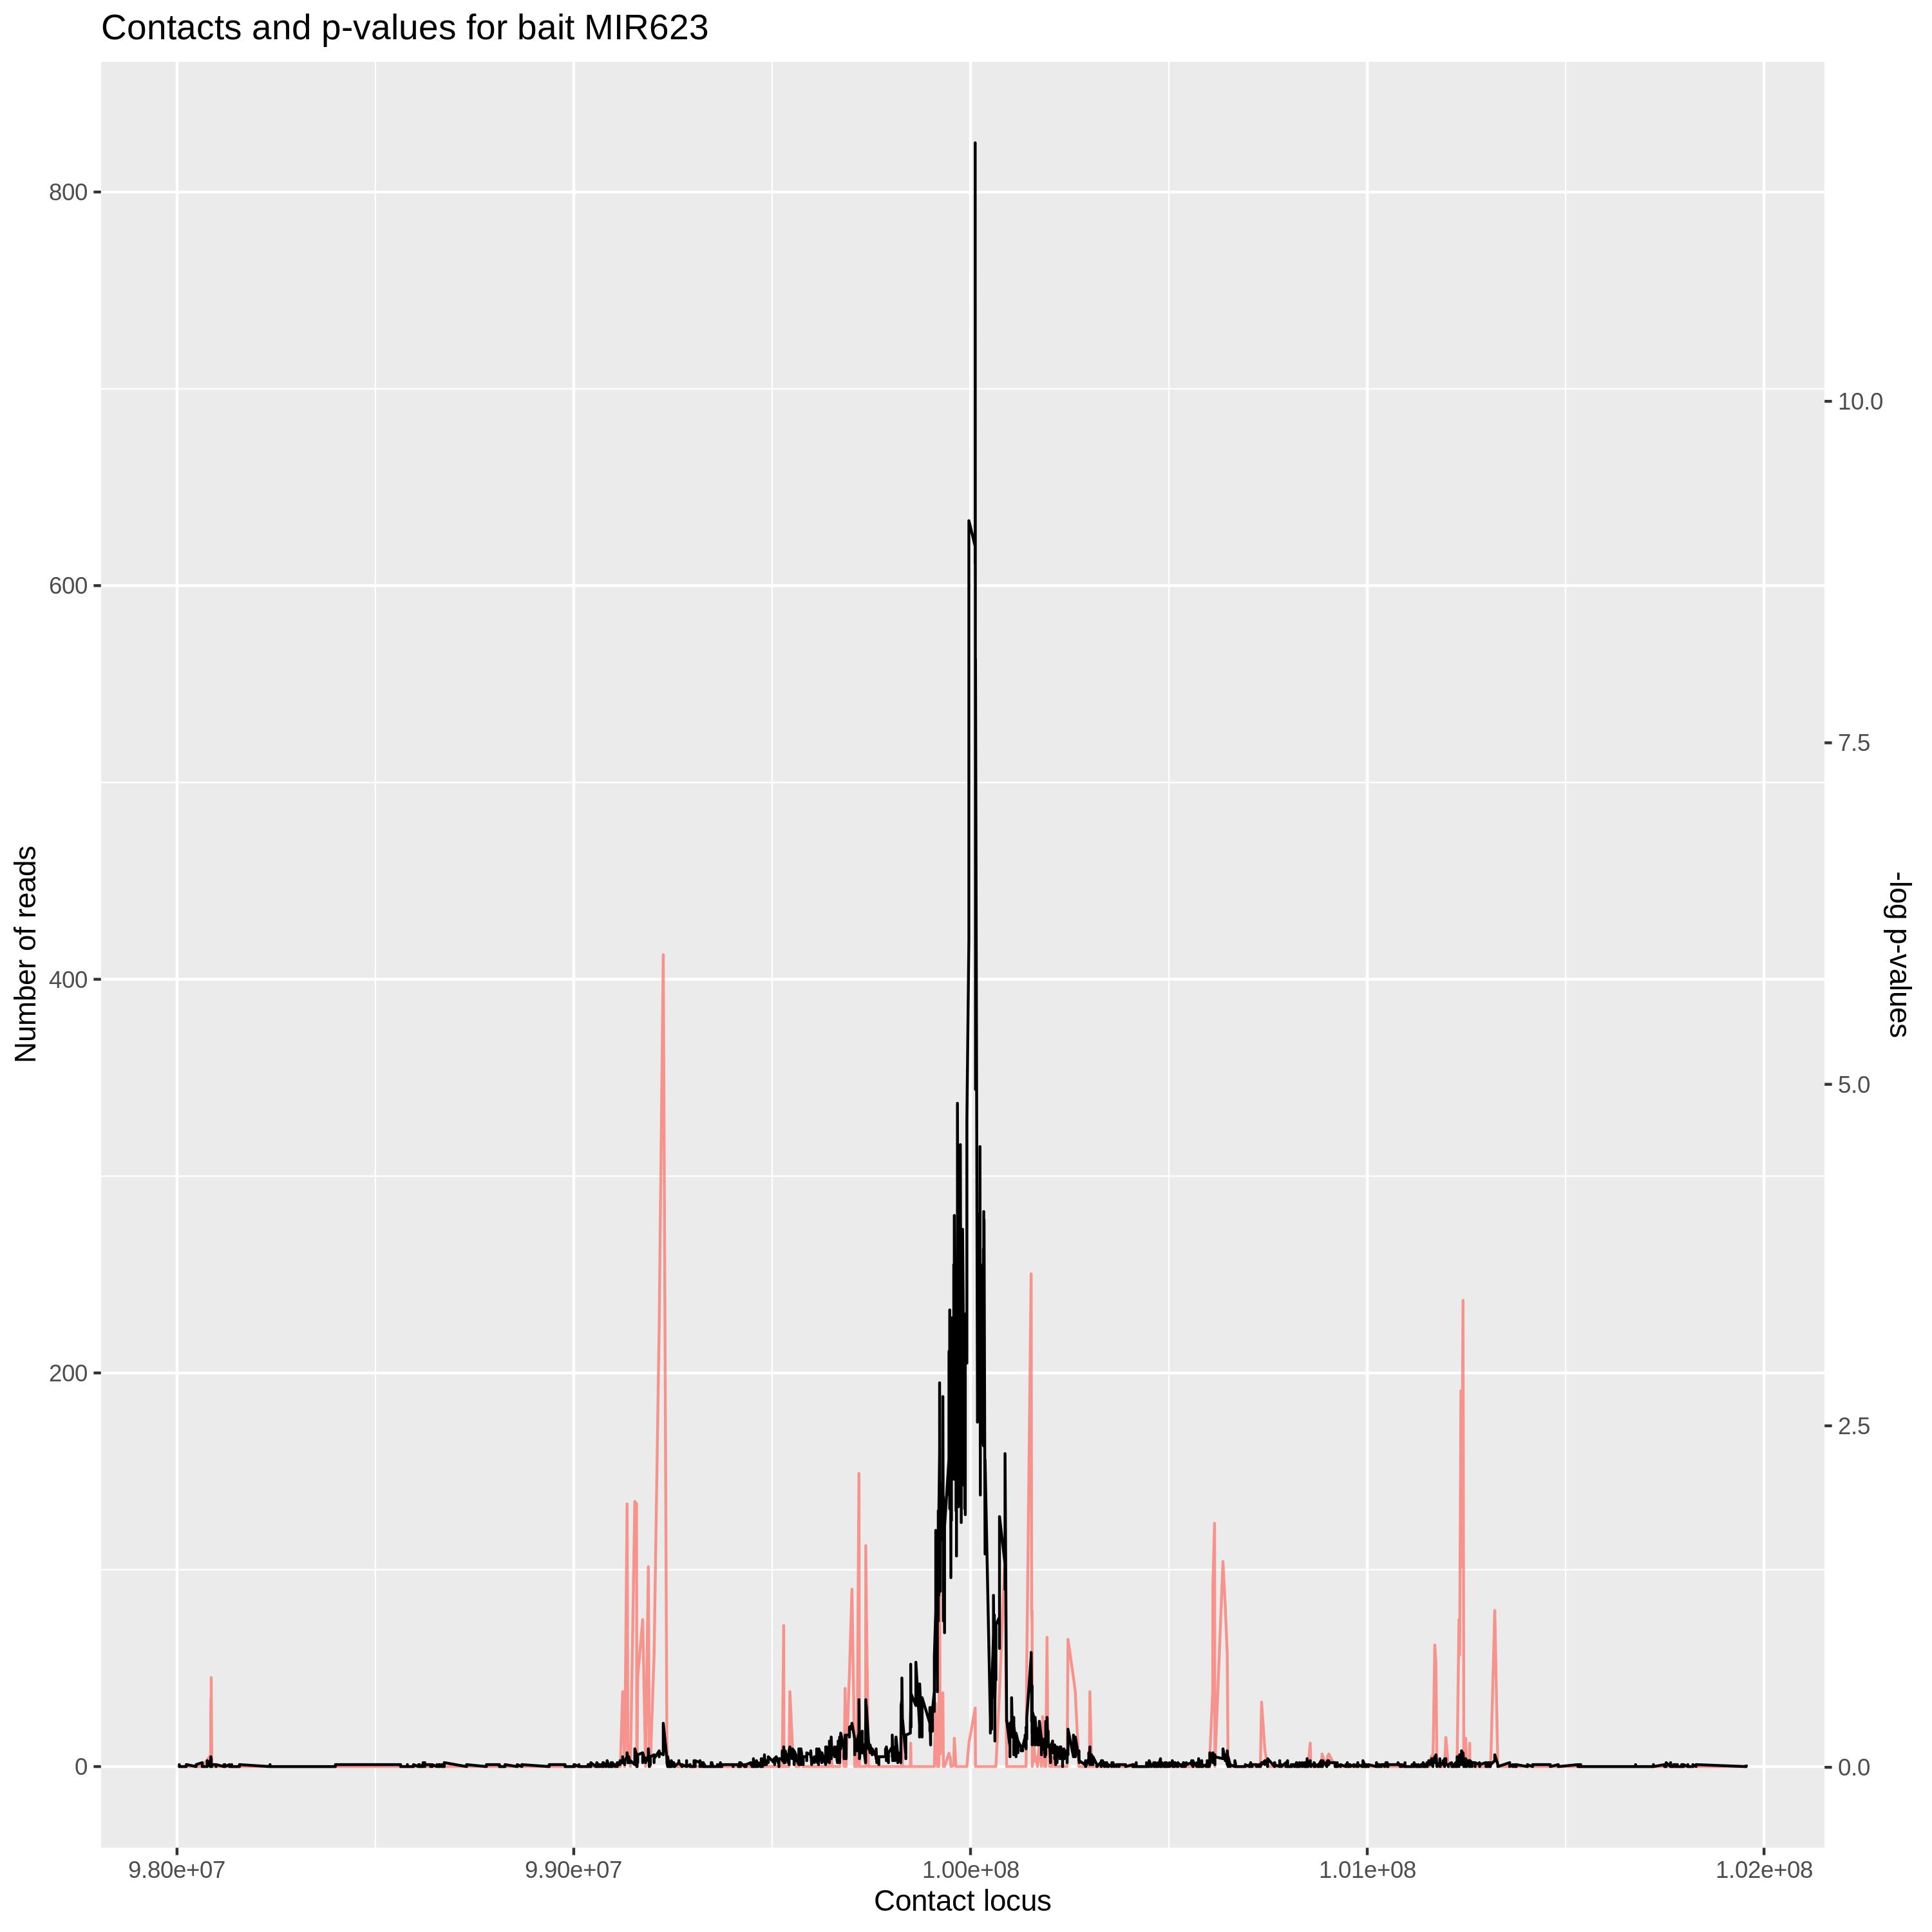 Contacts and p-values for bait MIR623
800
600
400
200
0
Number of reads
10.0
7.5
5.0
2.5
0.0
-log p-values
9.80e+07
9.90e+07
1.00e+08
1.01e+08
1.02e+08
Contact locus